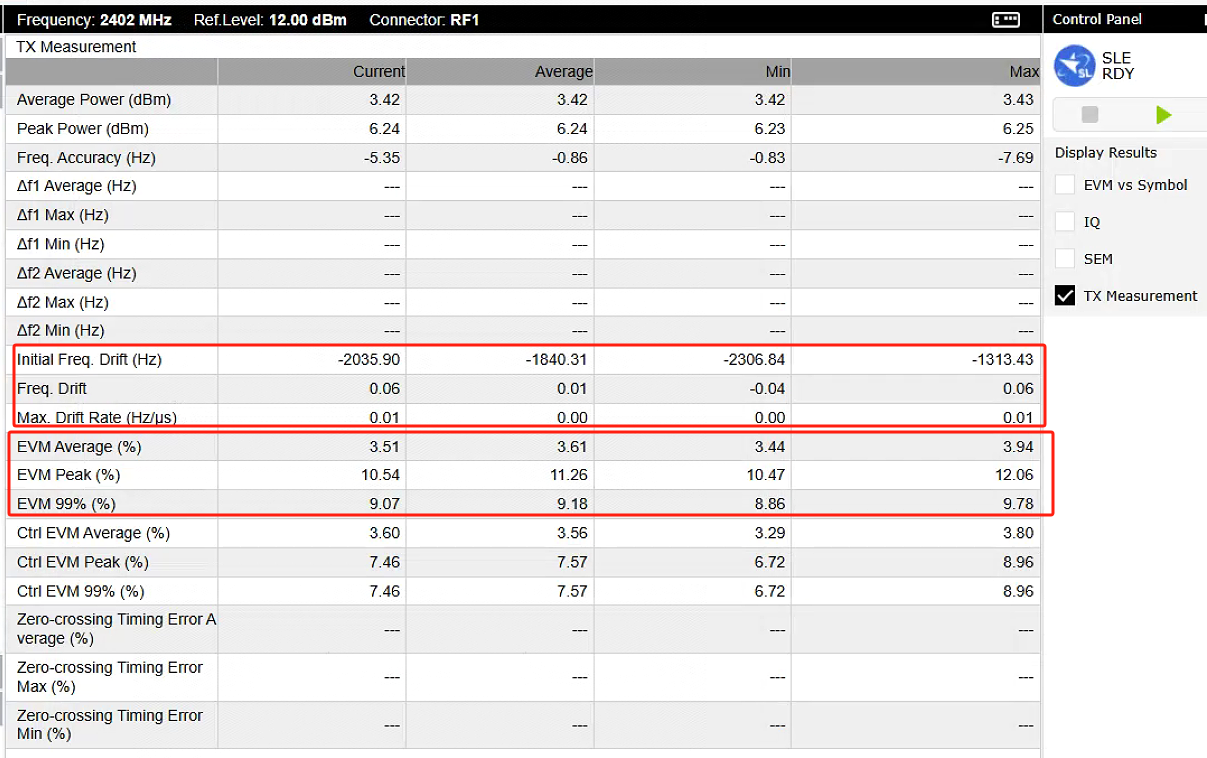 Frequency: 2402 MHz Ref.Level: 12.00 dBm Connector: RF1
Control Panel
TX Measurement
SL
SLE
RDY
Current Average Min Max
Average Power (dBm) 3.42 3.42 3.42 3.43
Peak Power (dBm) 6.24 6.24 6.23 6.25
Freq. Accuracy (Hz) -5.35 -0.86 -0.83 -7.69
Δf1 Average (Hz) --- --- --- ---
Δf1 Max (Hz) --- --- --- ---
Δf1 Min (Hz) --- --- --- ---
Δf2 Average (Hz) --- --- --- ---
Δf2 Max (Hz) --- --- --- ---
Δf2 Min (Hz) --- --- --- ---
Initial Freq. Drift (Hz) -2035.90 -1840.31 -2306.84 -1313.43
Freq. Drift 0.06 0.01 -0.04 0.06
Max. Drift Rate (Hz/µs) 0.01 0.00 0.00 0.01
EVM Average (%) 3.51 3.61 3.44 3.94
EVM Peak (%) 10.54 11.26 10.47 12.06
EVM 99% (%) 9.07 9.18 8.86 9.78
Ctrl EVM Average (%) 3.60 3.56 3.29 3.80
Ctrl EVM Peak (%) 7.46 7.57 6.72 8.96
Ctrl EVM 99% (%) 7.46 7.57 6.72 8.96
Zero-crossing Timing Error A
verage (%) --- --- --- ---
Zero-crossing Timing Error
Max (%) --- --- --- ---
Zero-crossing Timing Error
Min (%) --- --- --- ---
Display Results
EVM vs Symbol
IQ
SEM
TX Measurement